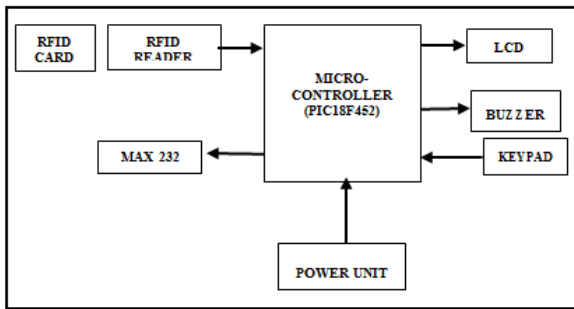 RFID
CARD
RFID
READER
MICRO-
CONTROLLER
(PIC18F452)
LCD
BUZZER
KEYPAD
MAX 232
POWER UNIT